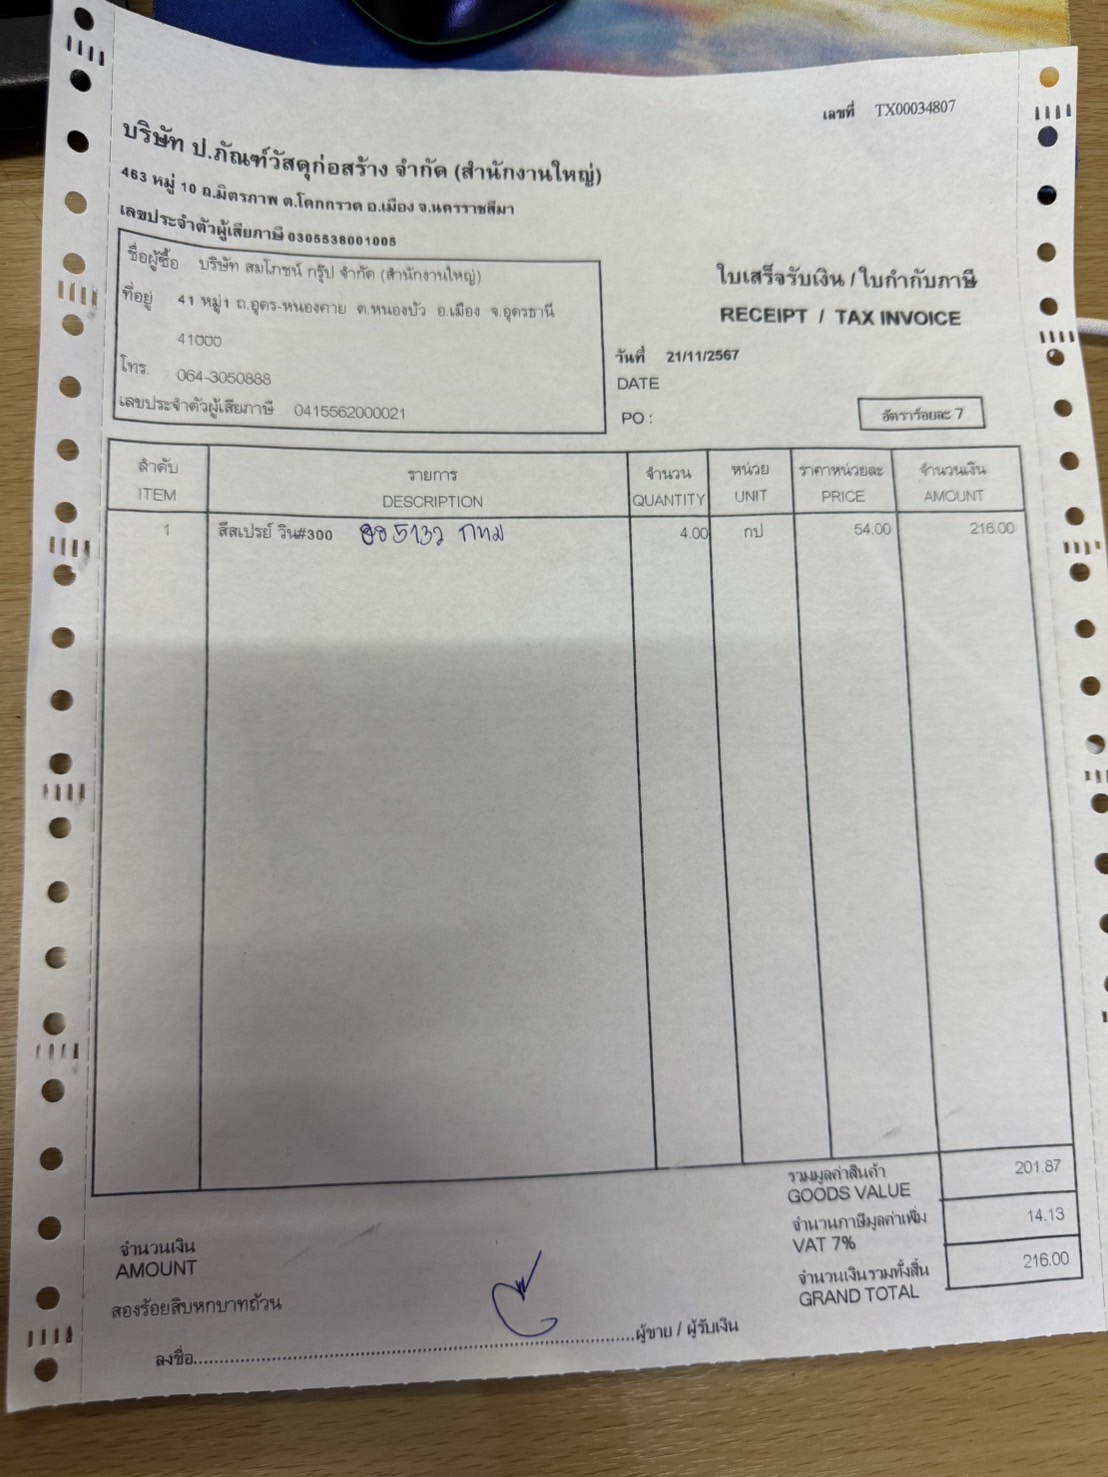 เลขที่ TX00034807
บริษัท ป.ภัณฑ์วัสดุก่อสร้าง จำกัด (สำนักงานใหญ่)
463 หมู่ 10 ถ.มิตรภาพ ต.โคกกรวด อ.เมือง จ.นครราชสีมา
เลขประจำตัวผู้เสียภาษี 0305538001005
ชื่อผู้ซื้อ บริษัท สมโภชน์ กรุ๊ป จำกัด (สำนักงานใหญ่)
ที่อยู่ 41 หมู่1 ถ.อุดร-หนองคาย ต.หนองบัว อ.เมือง จ.อุดรธานี
41000
โทร. 064-3050888
เลขประจำตัวผู้เสียภาษี 0415562000021
ใบเสร็จรับเงิน / ใบกำกับภาษี
RECEIPT / TAX INVOICE
วันที่ 21/11/2567
DATE
PO :
อัตราร้อยละ 7
ลำดับ รายการ จำนวน หน่วย ราคาหน่วยละ จำนวนเงิน
ITEM DESCRIPTION QUANTITY UNIT PRICE AMOUNT
1 สีสเปรย์ วิน#300 885132 กทม 4.00 กป 54.00 216.00
รวมมูลค่าสินค้า 201.87
GOODS VALUE
จำนวนภาษีมูลค่าเพิ่ม 14.13
VAT 7%
จำนวนเงินรวมทั้งสิ้น 216.00
GRAND TOTAL
จำนวนเงิน
AMOUNT
สองร้อยสิบหกบาทถ้วน
ลงชื่อ..........ผู้ขาย / ผู้รับเงิน